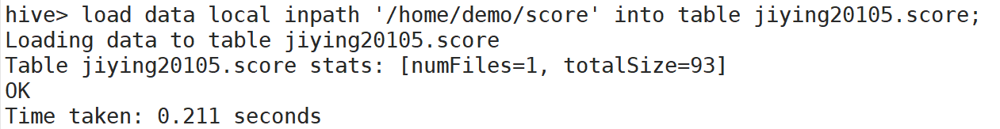 hive> load data local inpath '/home/demo/score' into table jiying20105.score;
Loading data to table jiying20105.score
Table jiying20105.score stats: [numFiles=1, totalSize=93]
OK
Time taken: 0.211 seconds